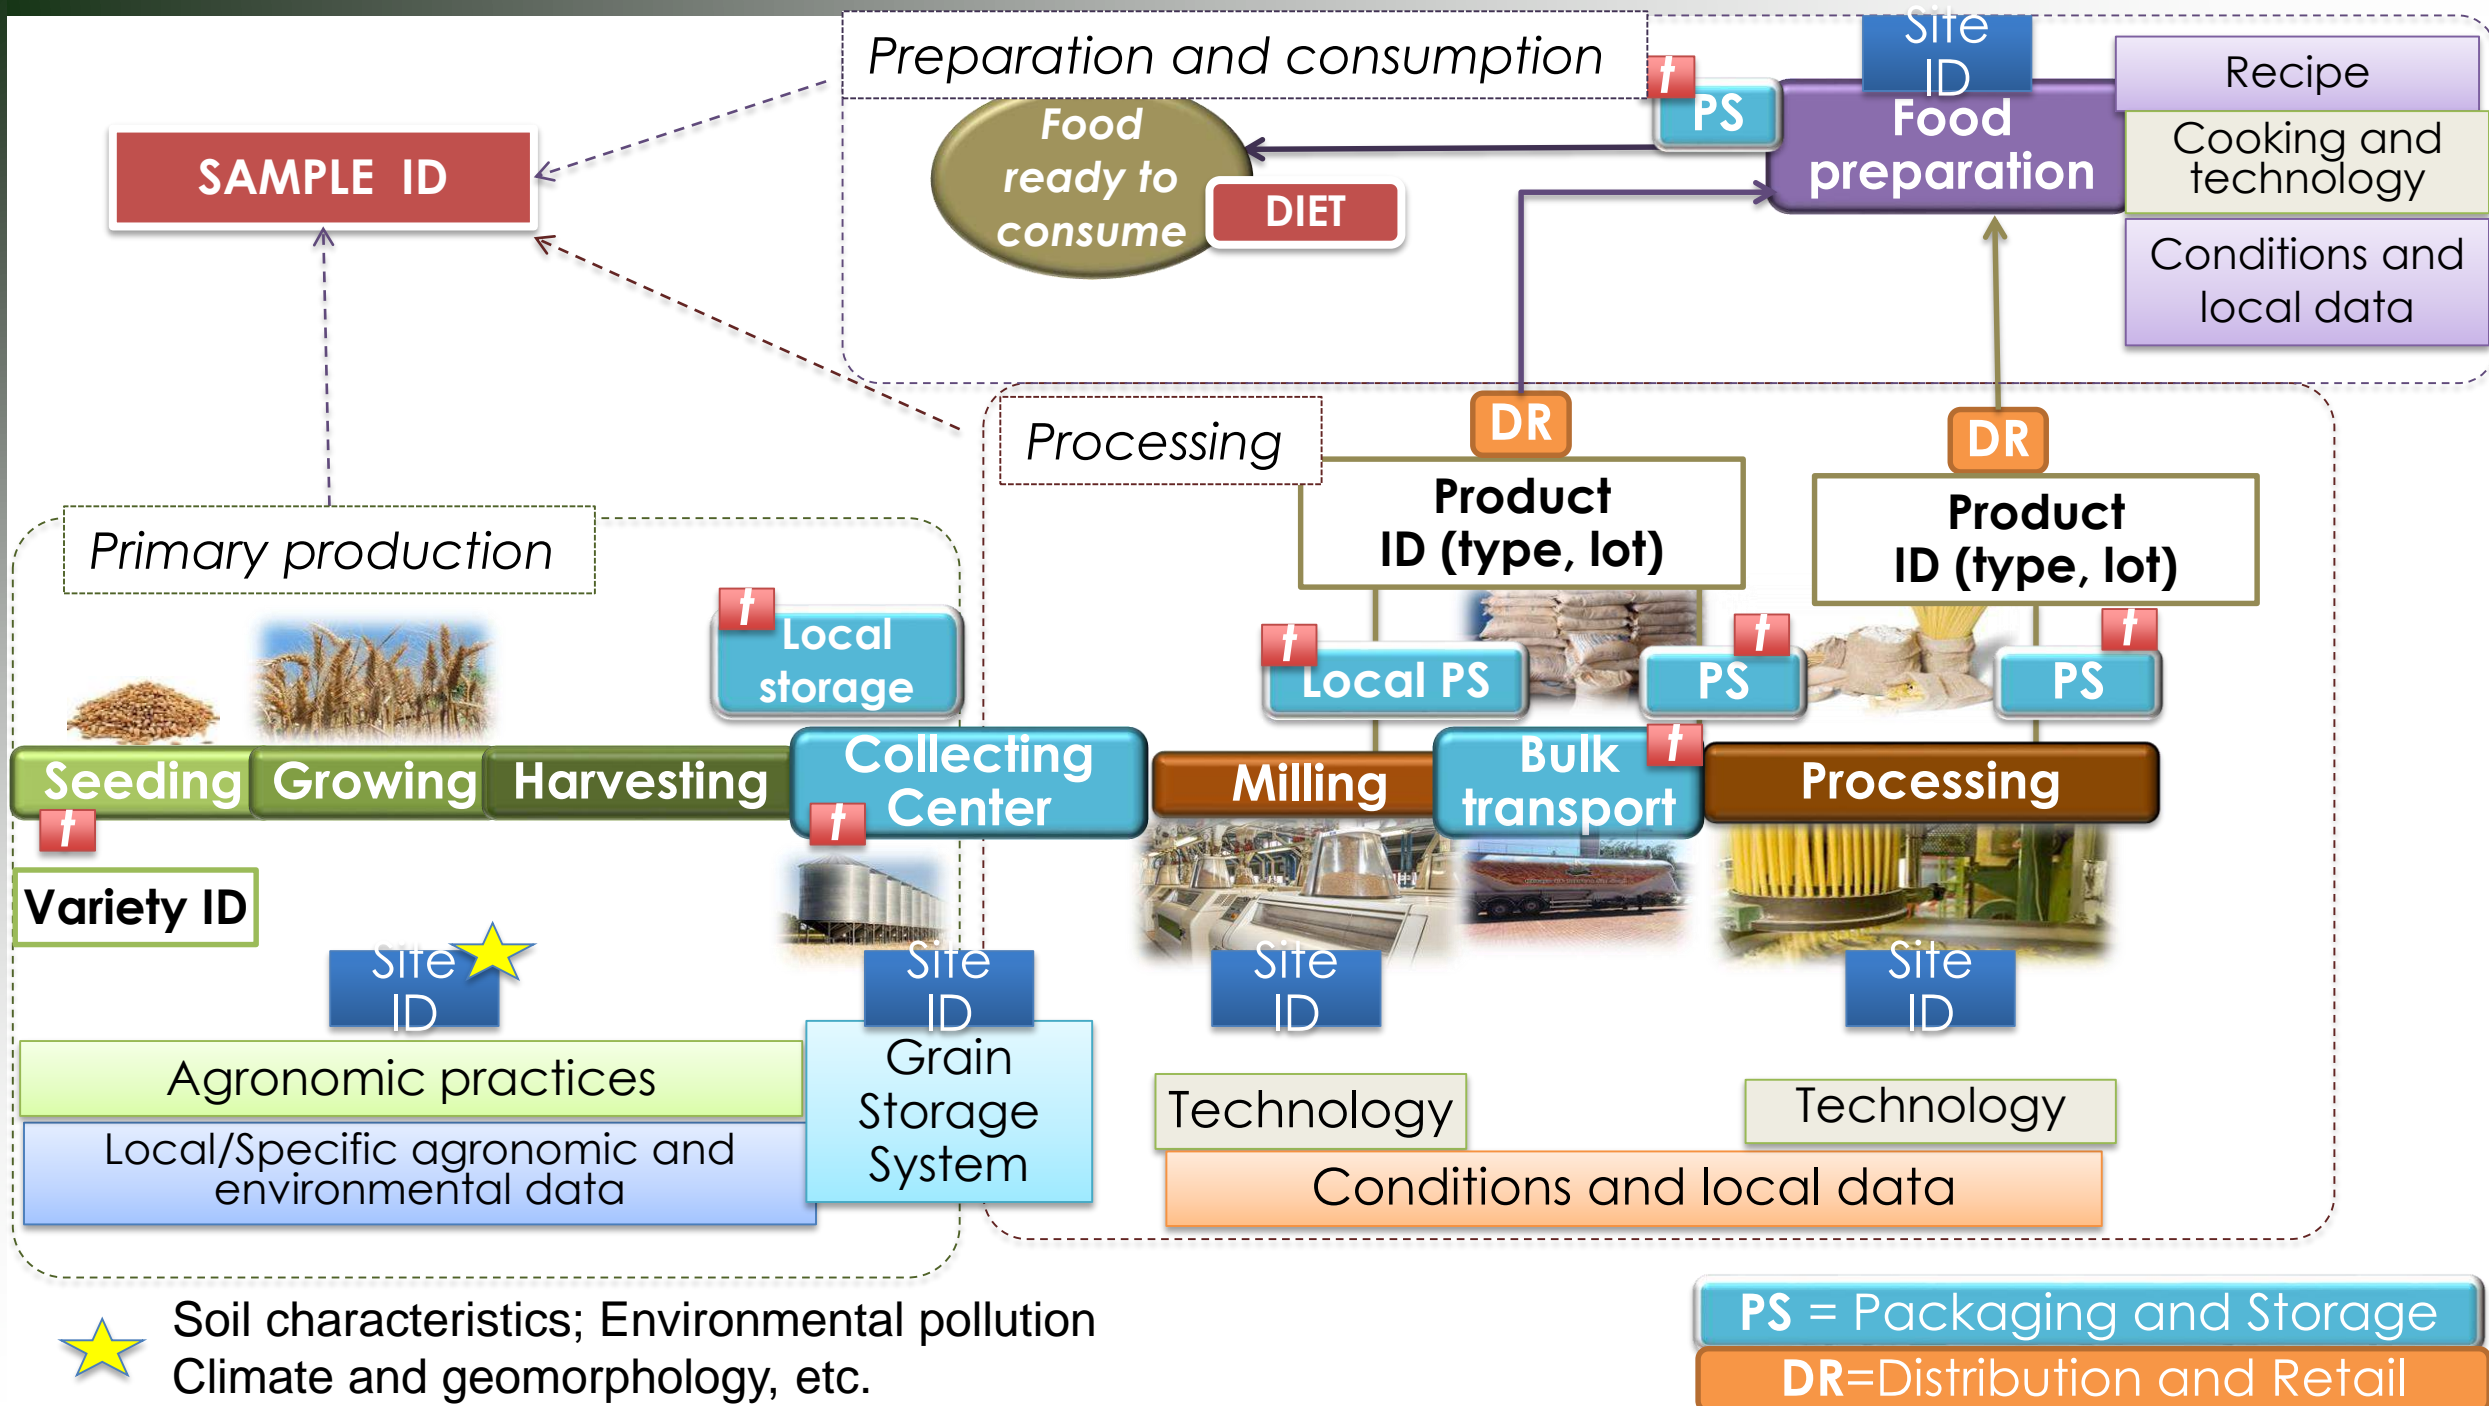 Preparation and consumption
Site
ID
Recipe
t
PS
Food
preparation
Cooking and
technology
Conditions and
local data
Food
ready to
consume
DIET
SAMPLE ID
Processing
DR
DR
Product
ID (type, lot)
Product
ID (type, lot)
Primary production
t
Local
storage
t
Local PS
t
PS
t
PS
Seeding
Growing
Harvesting
Collecting
Center
Milling
Bulk
transport
t
Processing
t
t
Variety ID
Site
ID
Site
ID
Site
ID
Site
ID
Agronomic practices
Local/Specific agronomic and
environmental data
Grain
Storage
System
Technology
Technology
Conditions and local data
Soil characteristics; Environmental pollution
Climate and geomorphology, etc.
PS = Packaging and Storage
DR=Distribution and Retail